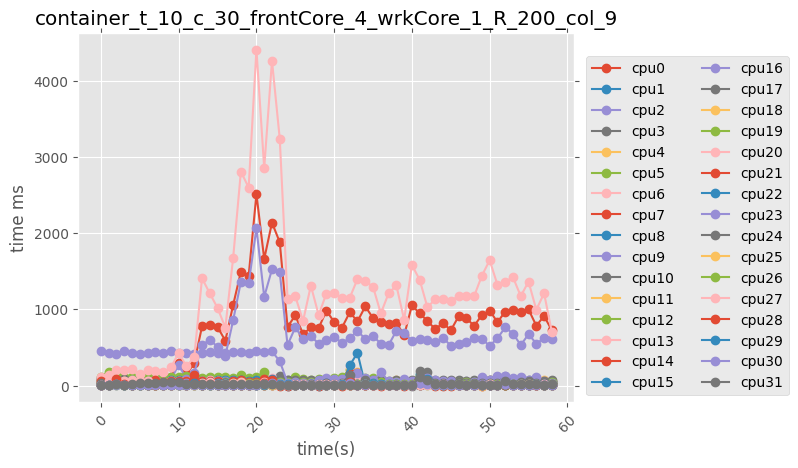 container_t_10_c_30_frontCore_4_wrkCore_1_R_200_col_9
time ms
4000
3000
2000
1000
0
0
10
20
30
40
50
60
time(s)
cpu0
cpu1
cpu2
cpu3
cpu4
cpu5
cpu6
cpu7
cpu8
cpu9
cpu10
cpu11
cpu12
cpu13
cpu14
cpu15
cpu16
cpu17
cpu18
cpu19
cpu20
cpu21
cpu22
cpu23
cpu24
cpu25
cpu26
cpu27
cpu28
cpu29
cpu30
cpu31